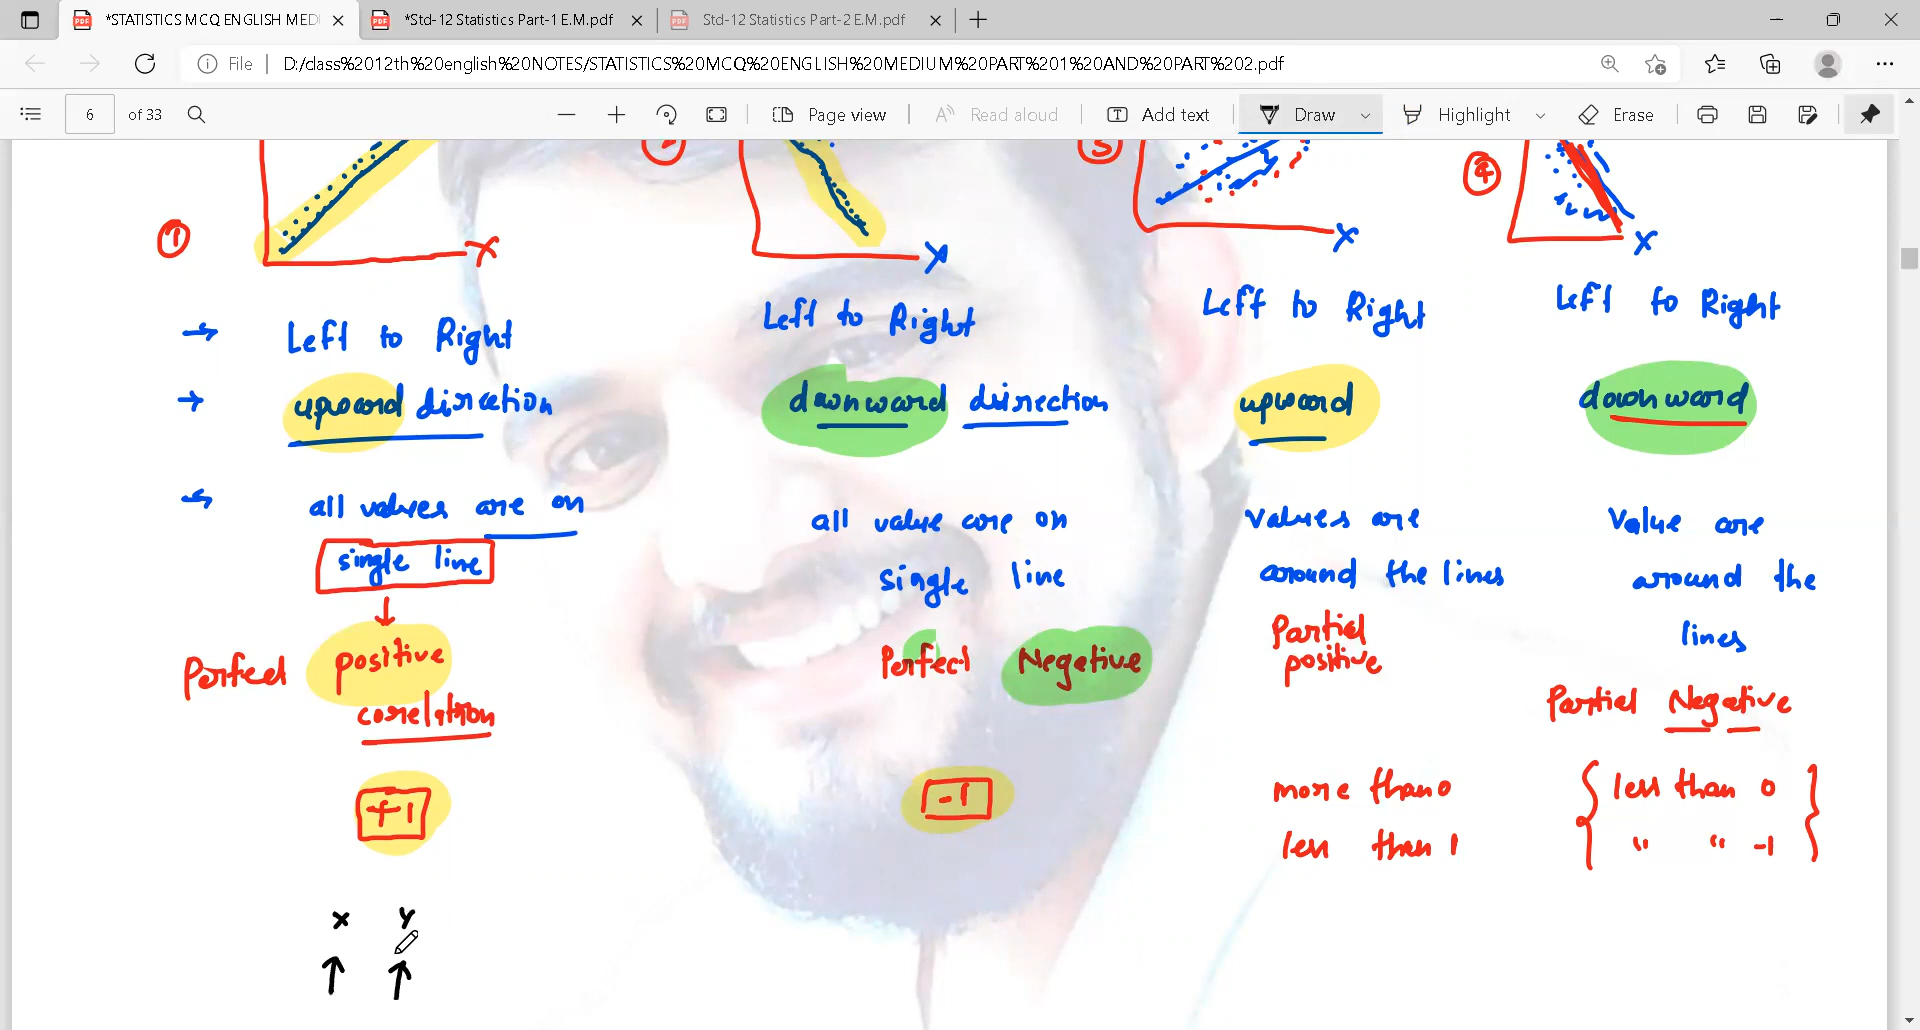 *STATISTICS MCQ ENGLISH MEDI
*Std-12 Statistics Part-1 E.M.pdf
Std-12 Statistics Part-2 E.M.pdf
File D:/class%2012th%20english%20NOTES/STATISTICS%20MCQ%20ENGLISH%20MEDIUM%20PART%201%20AND%20PART%202.pdf
6 of 33 Page view Read aloud Add text Draw Highlight Erase
1 X
2 X
3 X
4 X
→ Left to Right
Left to Right
Left to Right
Left to Right
→ upward direction
downward direction
upward
downward
→ all values are on
single line
all value are on
single line
values are
around the lines
Value are
around the
lines
↓
Perfect positive
corelation
Perfect Negative
Partial
positive
Partial Negative
+1
-1
more than 0
less than 1
less than 0
" " -1
X Y
↑ ↑